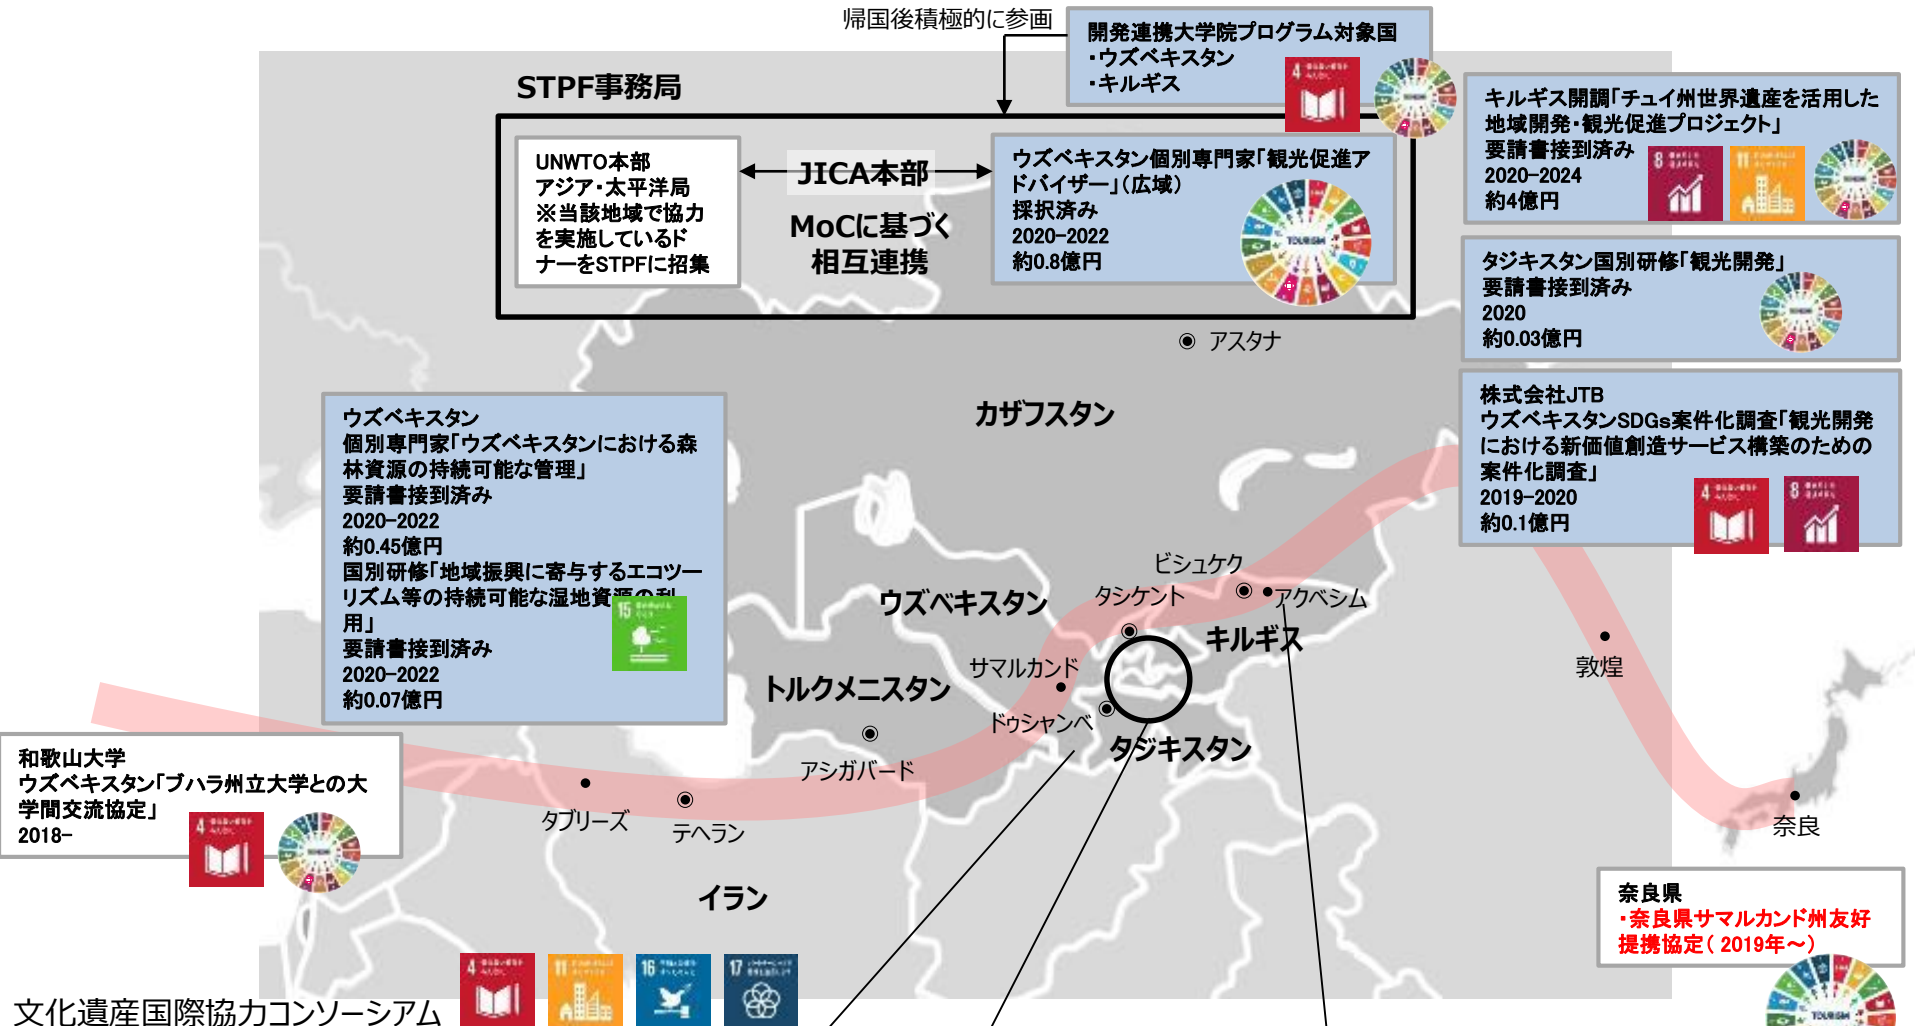 帰国後積極的に参画
開発連携大学院プログラム対象国
・ウズベキスタン
・キルギス
4
STPF事務局
UNWTO本部
アジア・太平洋局
※当該地域で協力
を実施しているド
ナーをSTPFに招集
JICA本部
MoCに基づく
相互連携
ウズベキスタン個別専門家「観光促進ア
ドバイザー」（広域）
採択済み
2020-2022
約0.8億円
TOURISM
キルギス開調「チュイ州世界遺産を活用した
地域開発・観光促進プロジェクト」
要請書接到済み
2020-2024
約4億円
8
11
タジキスタン国別研修「観光開発」
要請書接到済み
2020
約0.03億円
株式会社JTB
ウズベキスタンSDGs案件化調査「観光開発
における新価値創造サービス構築のための
案件化調査」
2019-2020
約0.1億円
4
8
ウズベキスタン
個別専門家「ウズベキスタンにおける森
林資源の持続可能な管理」
要請書接到済み
2020-2022
約0.45億円
国別研修「地域振興に寄与するエコツー
リズム等の持続可能な湿地資源の利
用」
要請書接到済み
2020-2022
約0.07億円
15
アスタナ
カザフスタン
ビシュケク
タシケント
アクベシム
ウズベキスタン
キルギス
サマルカンド
トルクメニスタン
ドゥシャンベ
タジキスタン
アシガバード
タブリーズ
テヘラン
イラン
敦煌
奈良
和歌山大学
ウズベキスタン「ブハラ州立大学との大
学間交流協定」
2018-
4
奈良県
・奈良県サマルカンド州友好
提携協定（ 2019年～）
TOURISM
文化遺産国際協力コンソーシアム
4
11
16
17